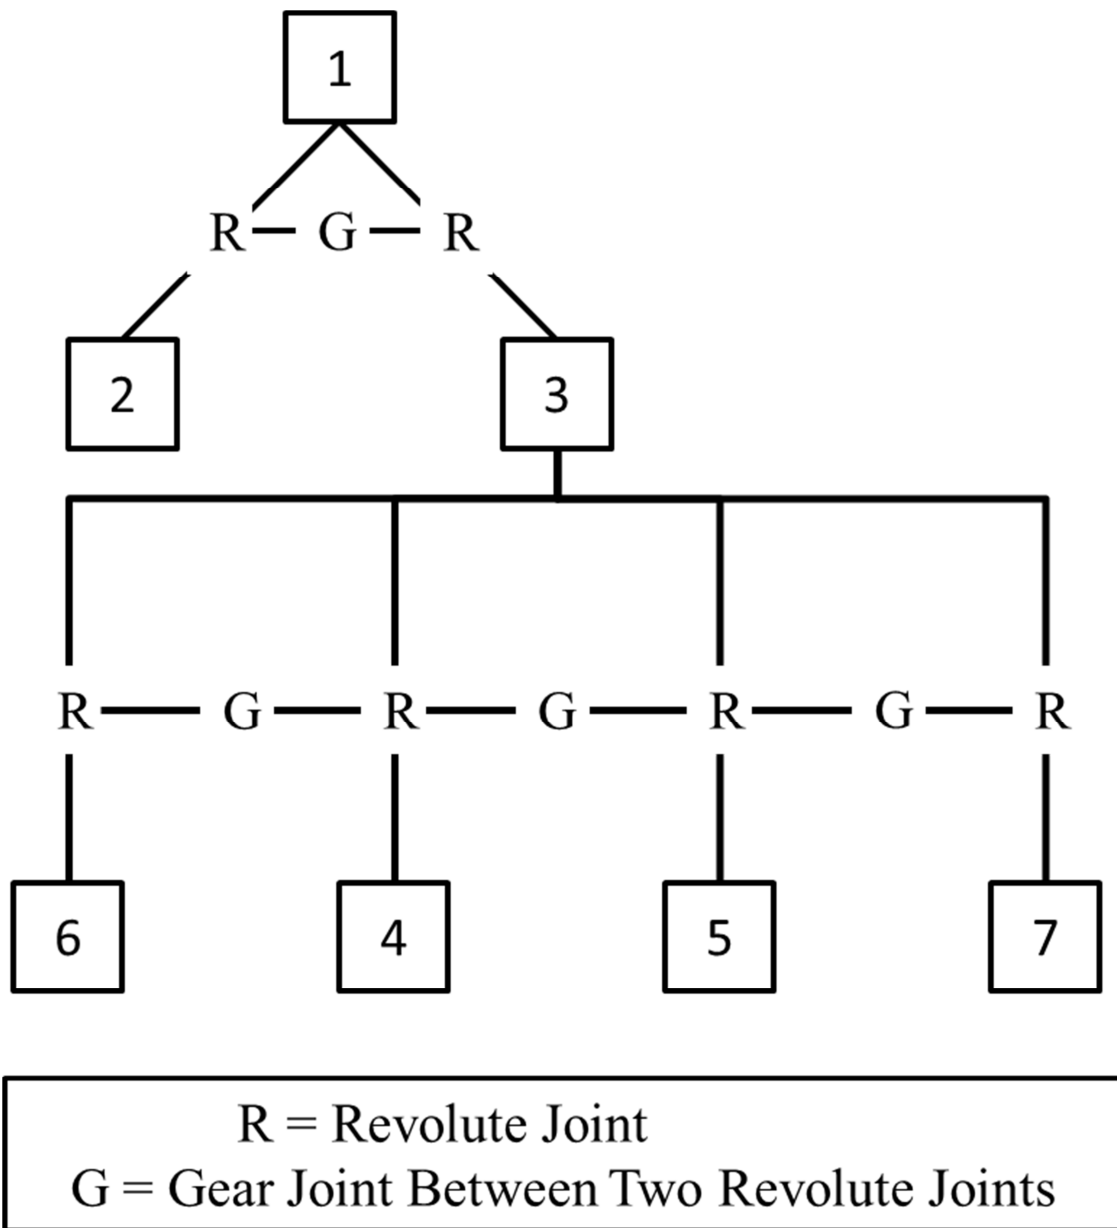 1
R G R
2 3
R G R G R G R
6 4 5 7
R = Revolute Joint
G = Gear Joint Between Two Revolute Joints